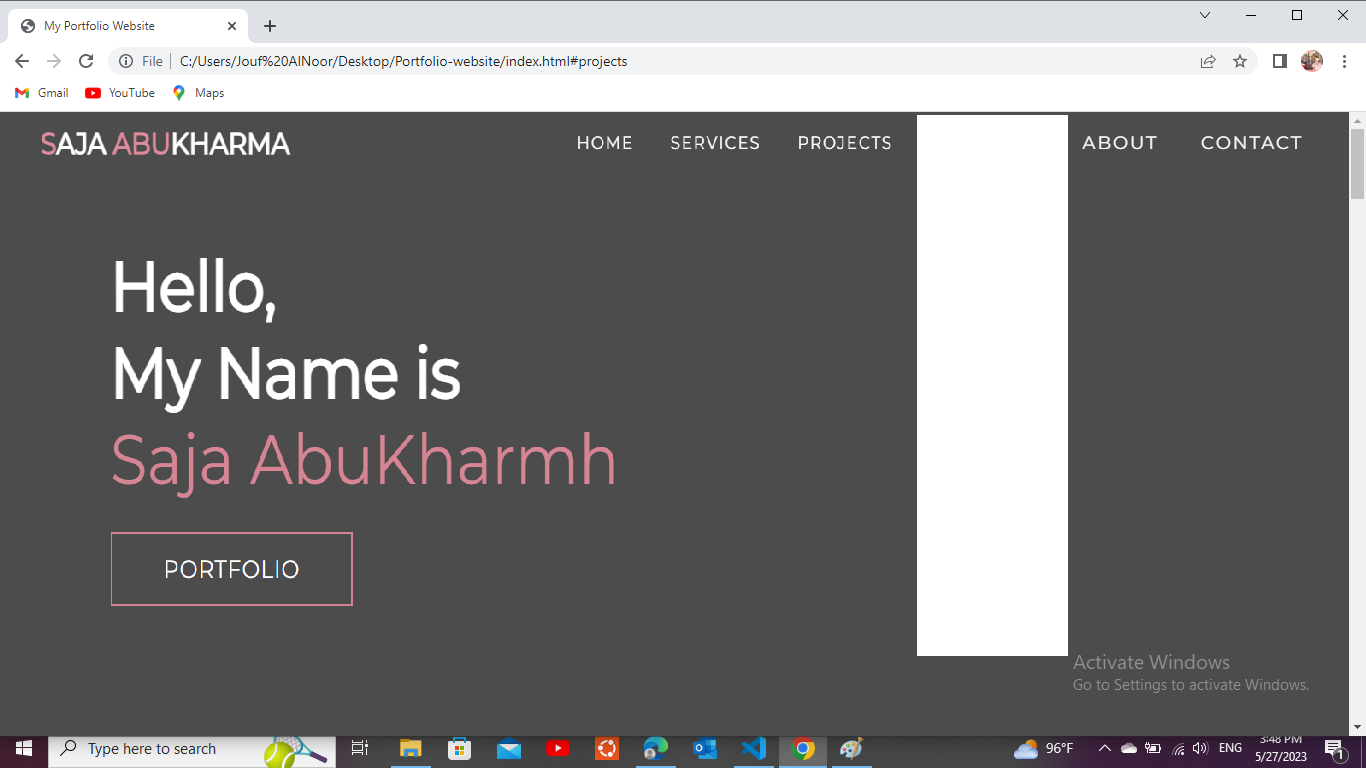 My Portfolio Website
File C:/Users/Jouf%20AlNoor/Desktop/Portfolio-website/index.html#projects
Gmail YouTube Maps
SAJA ABUKHARMA HOME SERVICES PROJECTS ABOUT CONTACT
Hello,
My Name is
Saja AbuKharmh
PORTFOLIO
Activate Windows
Go to Settings to activate Windows.
Type here to search 96°F ENG 3:48 PM
5/27/2023 1